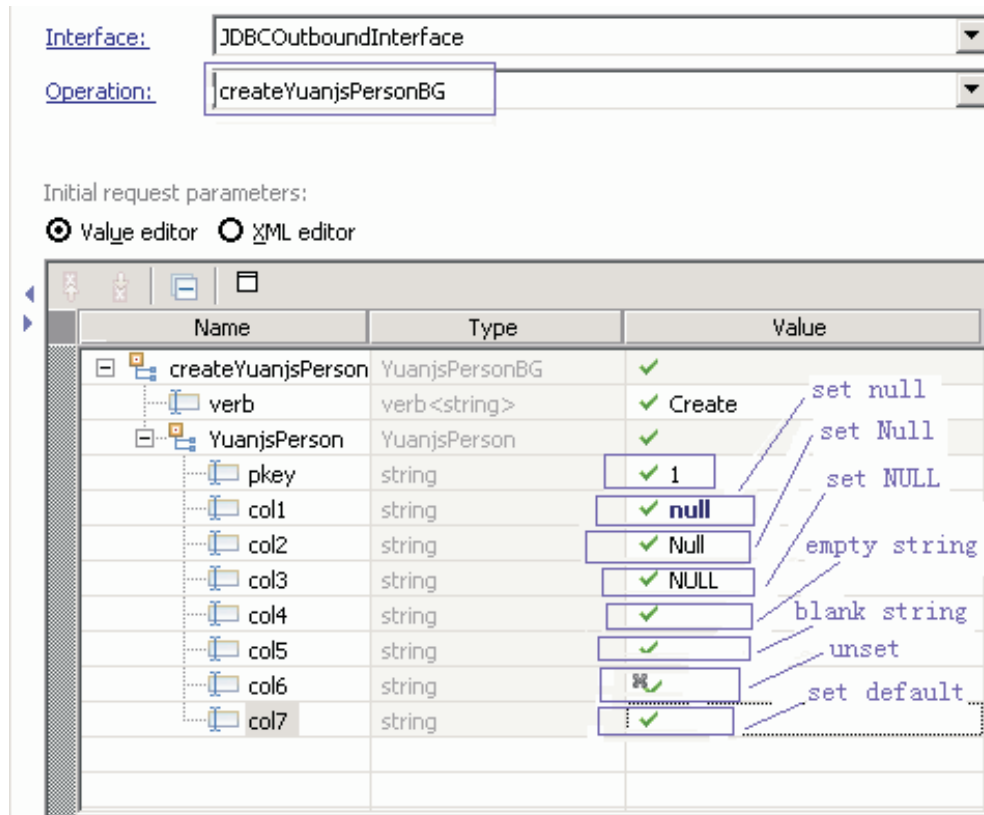 Interface: JDBCOutboundInterface
Operation: createYuanjsPersonBG
Initial request parameters:
Value editor XML editor
Name Type Value
createYuanjsPerson YuanjsPersonBG
set null
verb verb<string> Create
set Null
YuanjsPerson YuanjsPerson
pkey string 1
set NULL
col1 string null
col2 string Null
empty string
col3 string NULL
col4 string
blank string
col5 string
unset
col6 string
set default
col7 string